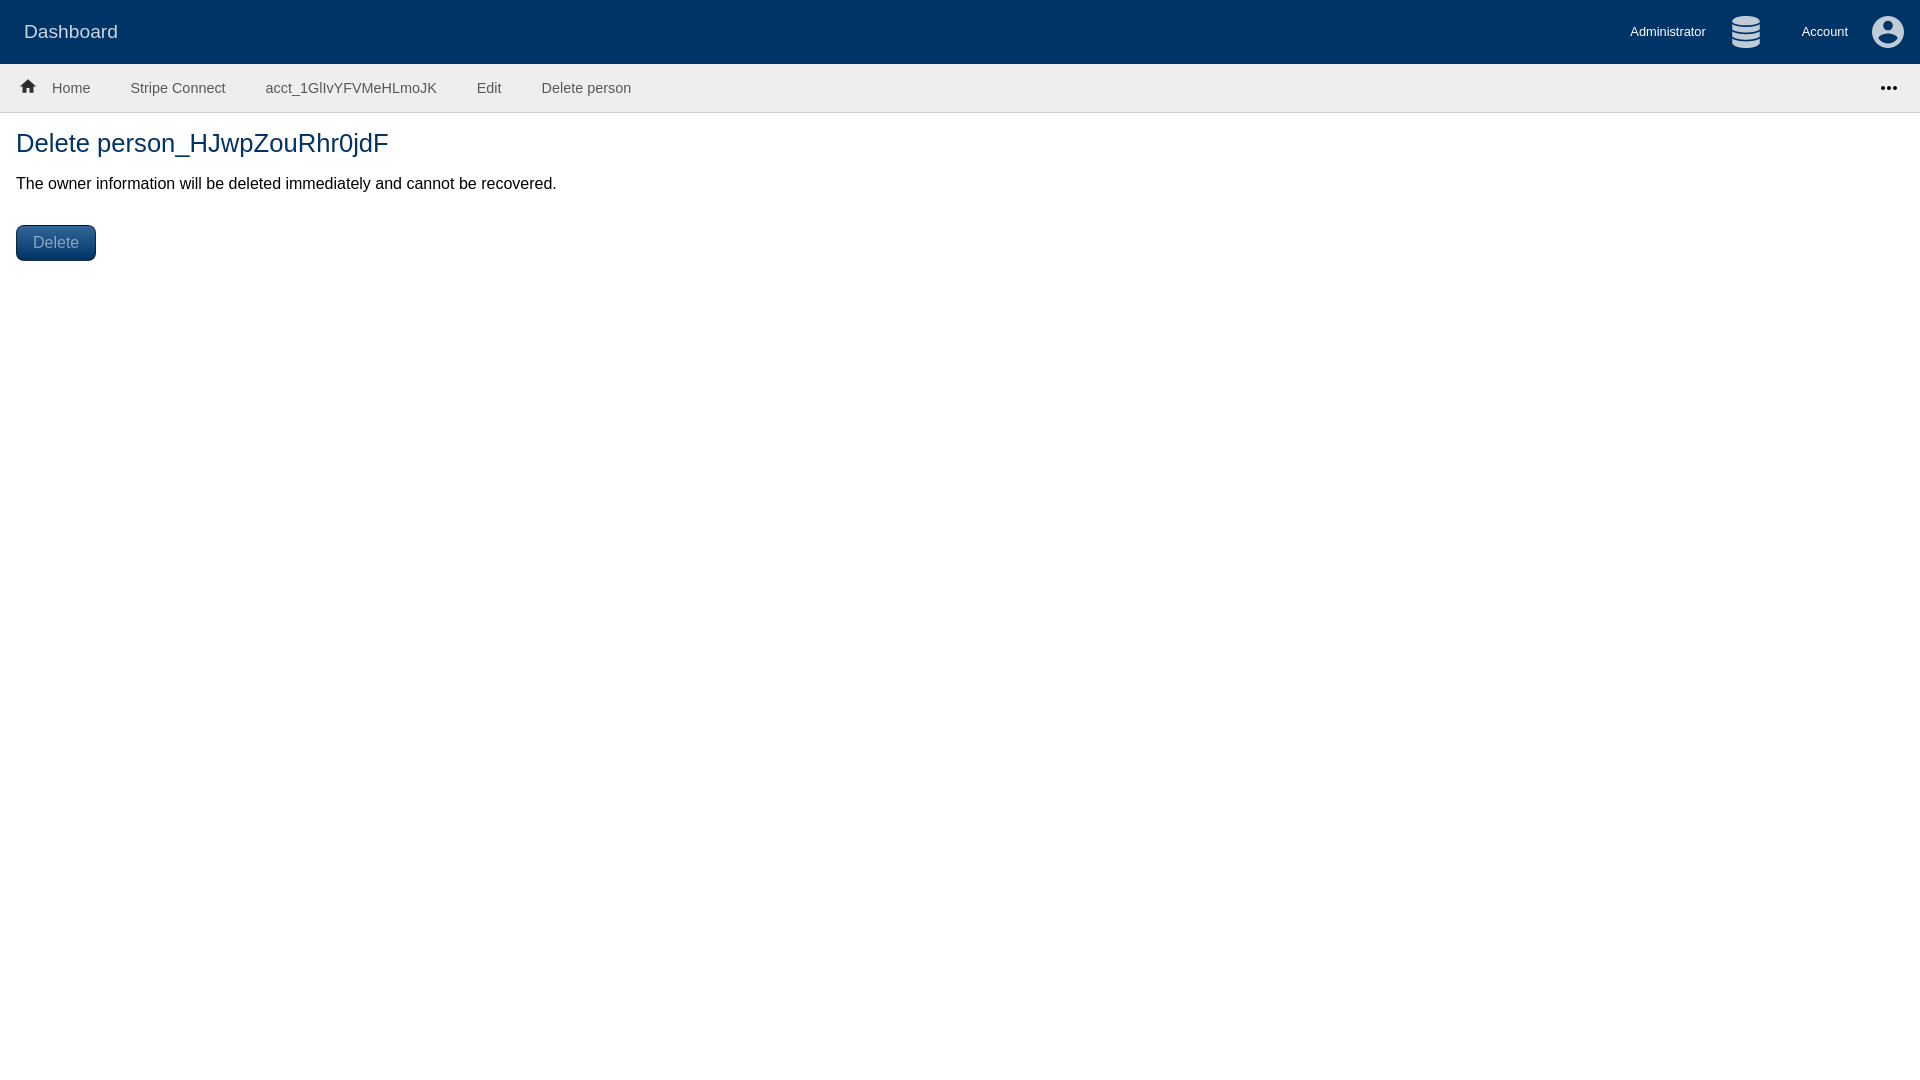 Dashboard
Administrator
Account
Home
Stripe Connect
acct_1GlIvYFVMeHLmoJK
Edit
Delete person
Delete person_HJwpZouRhr0jdF
The owner information will be deleted immediately and cannot be recovered.
Delete